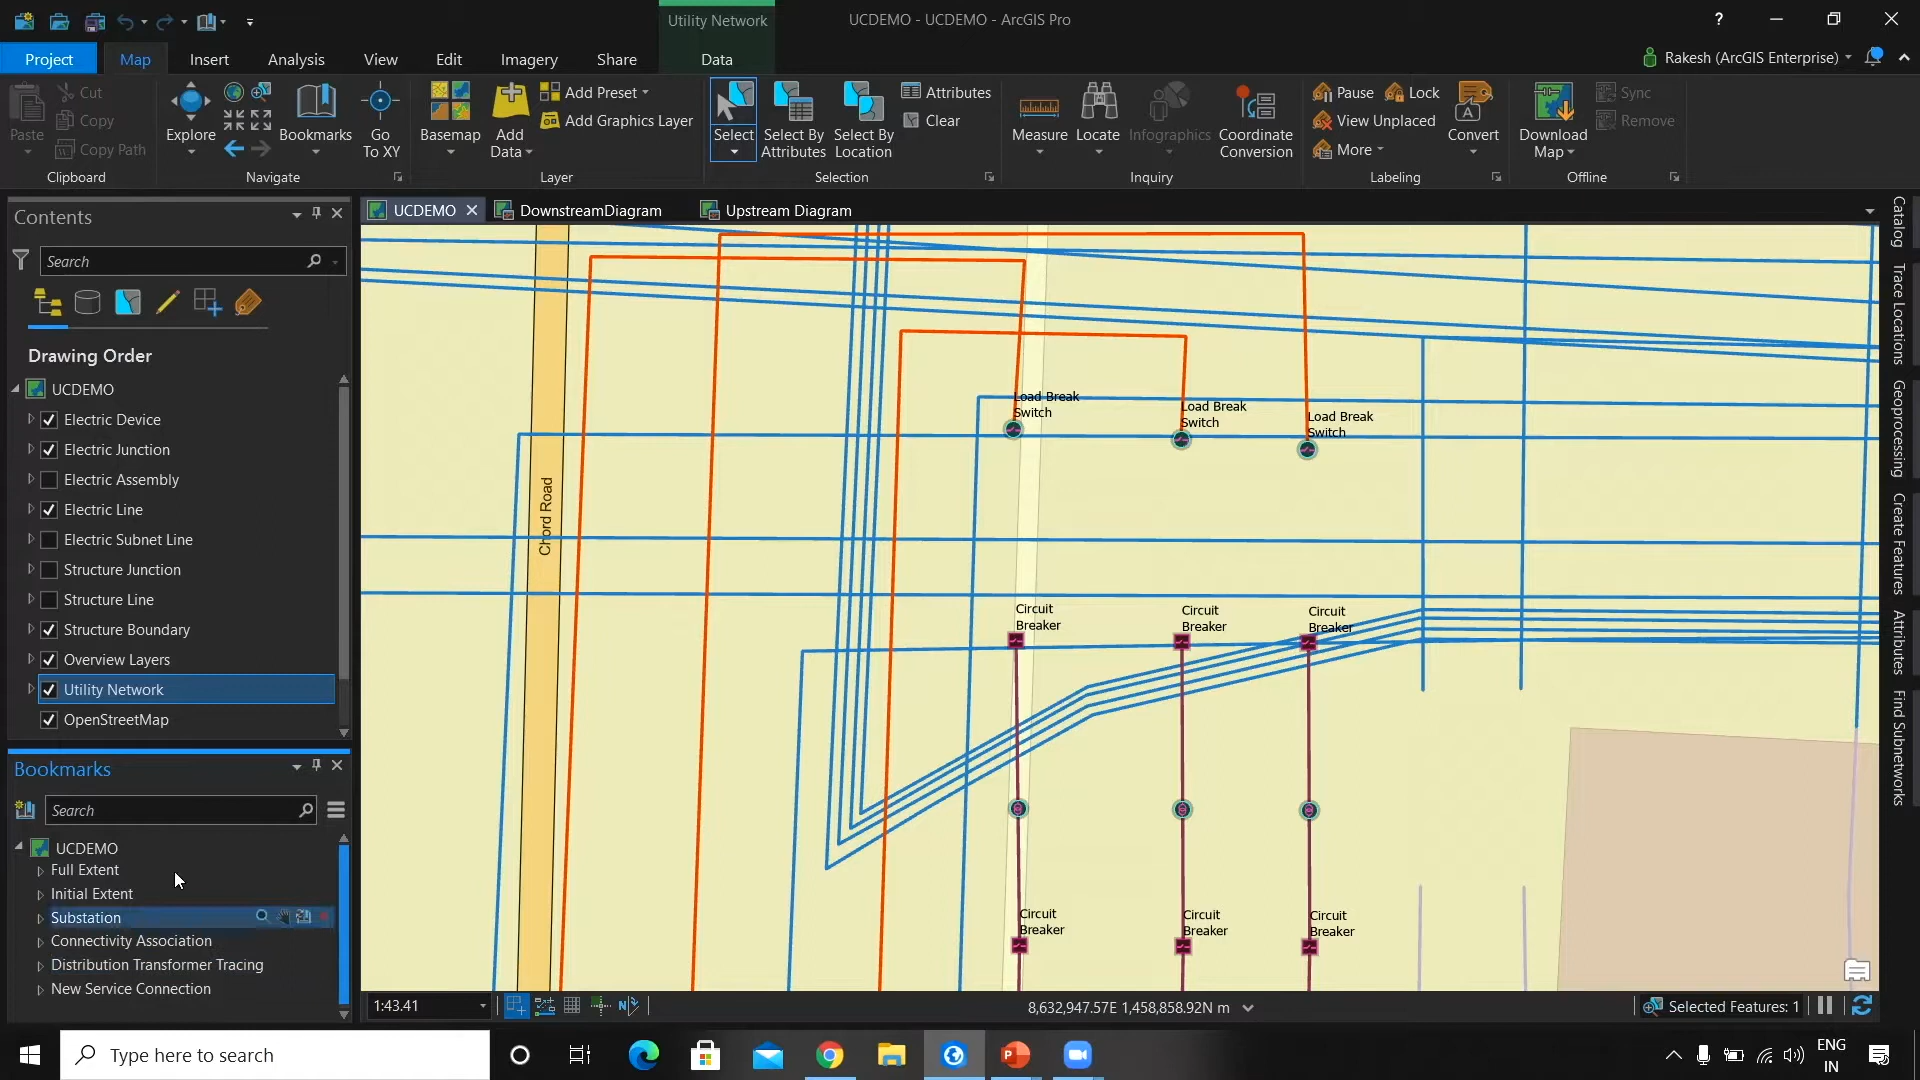 Utility Network
UCDEMO - UCDEMO - ArcGIS Pro
?
Project
Map
Insert
Analysis
View
Edit
Imagery
Share
Data
Rakesh (ArcGIS Enterprise)
Paste
Cut
Copy
Copy Path
Clipboard
Explore
Bookmarks
Go
To XY
Navigate
Basemap
Add
Data
Add Preset
Add Graphics Layer
Layer
Select
Select By
Attributes
Select By
Location
Attributes
Clear
Selection
Measure
Locate
Infographics
Coordinate
Conversion
Inquiry
Pause
Lock
View Unplaced
More
Convert
Labeling
Download
Map
Sync
Remove
Offline
Contents
Search
Drawing Order
UCDEMO
Electric Device
Electric Junction
Electric Assembly
Electric Line
Electric Subnet Line
Structure Junction
Structure Line
Structure Boundary
Overview Layers
Utility Network
OpenStreetMap
Bookmarks
Search
UCDEMO
Full Extent
Initial Extent
Substation
Connectivity Association
Distribution Transformer Tracing
New Service Connection
UCDEMO
DownstreamDiagram
Upstream Diagram
Chord Road
Load Break
Switch
Load Break
Switch
Load Break
Switch
Circuit
Breaker
Circuit
Breaker
Circuit
Breaker
Circuit
Breaker
Circuit
Breaker
Circuit
Breaker
1:43.41
8,632,947.57E 1,458,858.92N m
Selected Features: 1
Catalog
Trace Locations
Geoprocessing
Create Features
Attributes
Find Subnetworks
Type here to search
ENG
IN